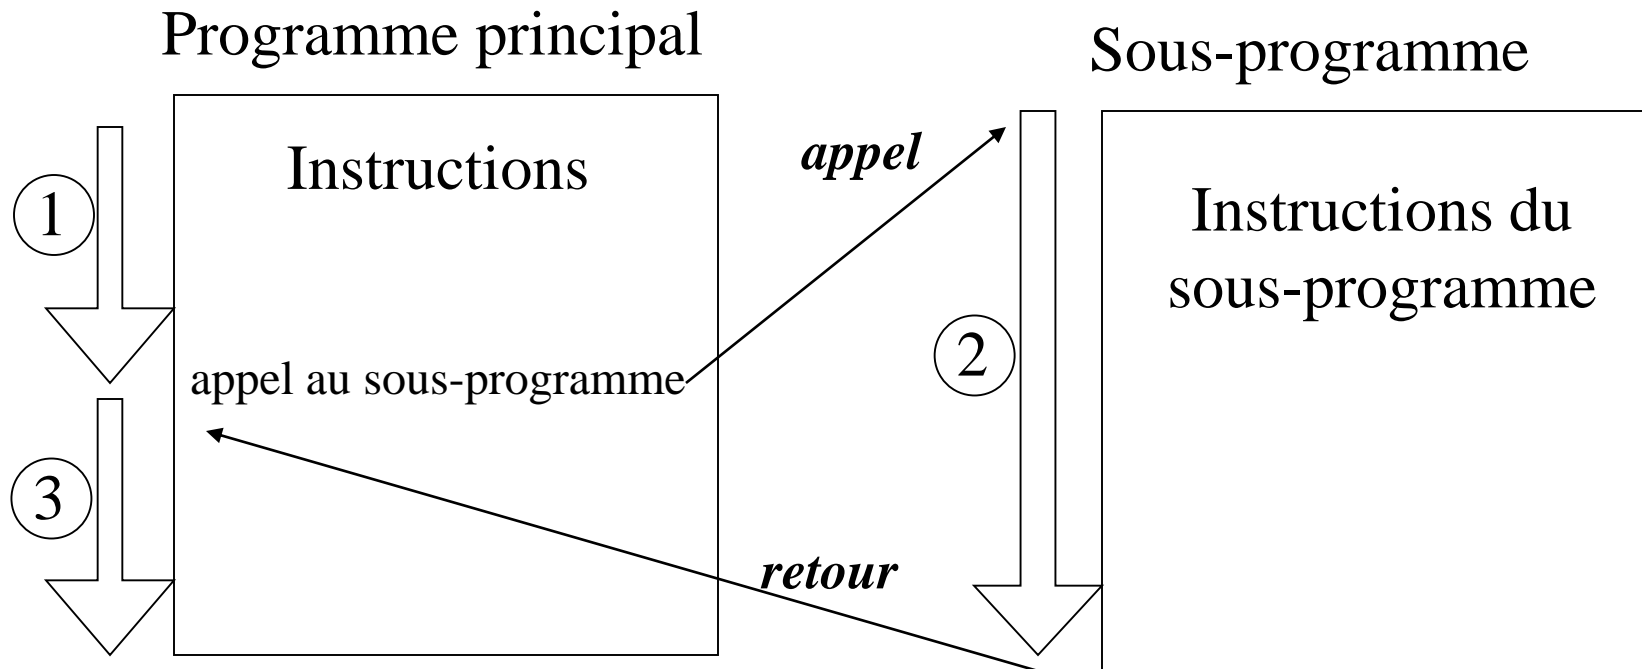 Programme principal
Sous-programme
Instructions
appel
1
Instructions du
sous-programme
2
appel au sous-programme
3
retour